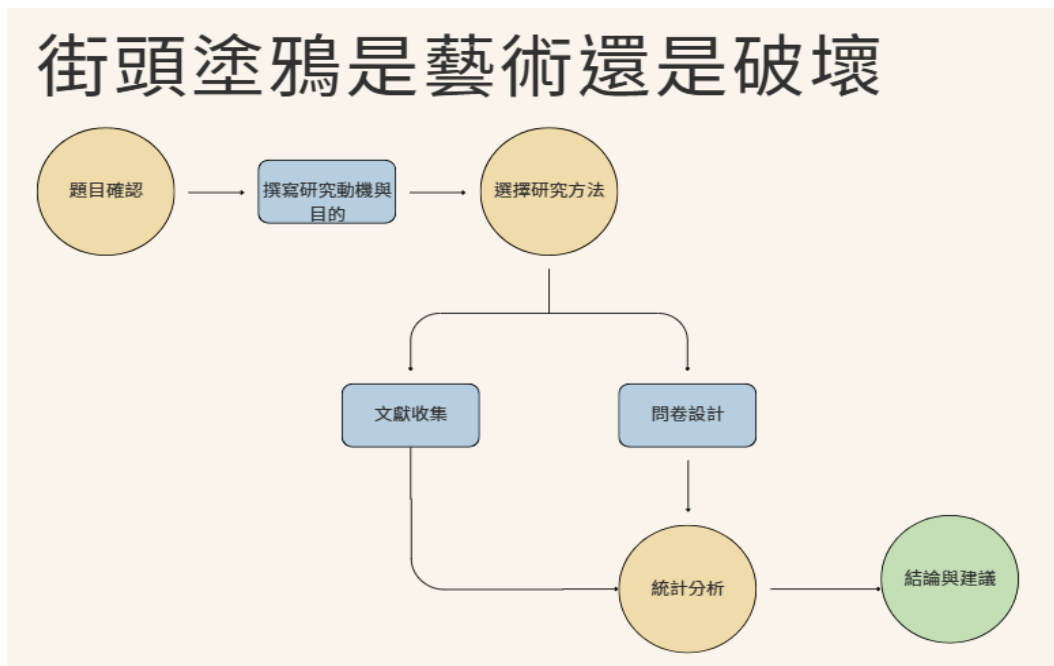 街頭塗鴉是藝術還是破壞
題目確認
撰寫研究動機與
目的
選擇研究方法
文獻收集
問卷設計
統計分析
結論與建議